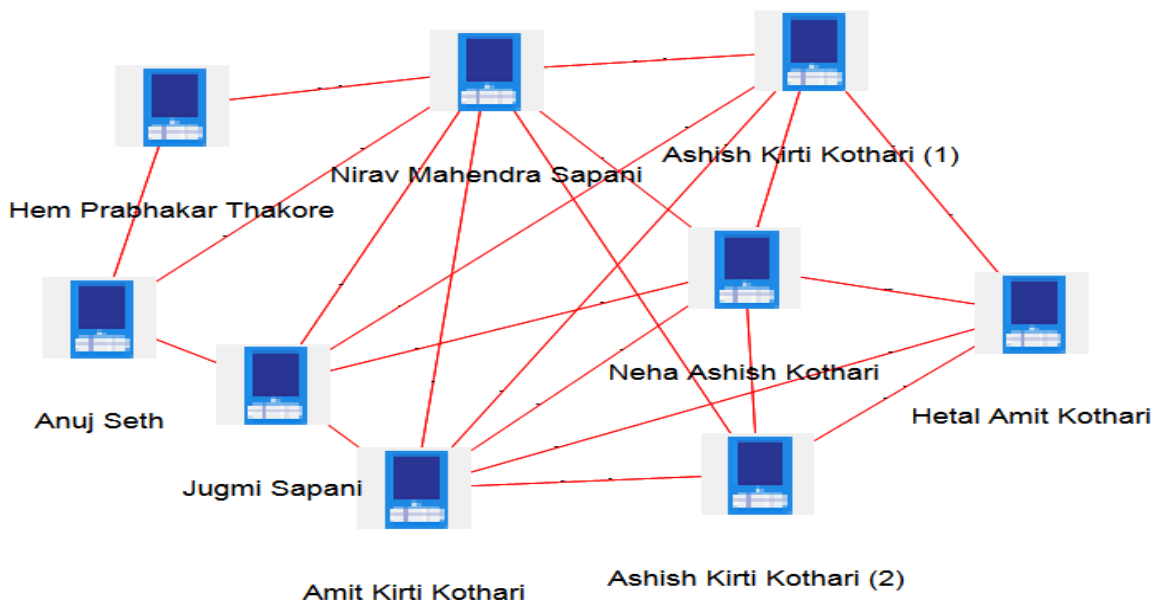 Ashish Kirti Kothari (1)
Nirav Mahendra Sapani
Hem Prabhakar Thakore
Neha Ashish Kothari
Hetal Amit Kothari
Anuj Seth
Jugmi Sapani
Ashish Kirti Kothari (2)
Amit Kirti Kothari